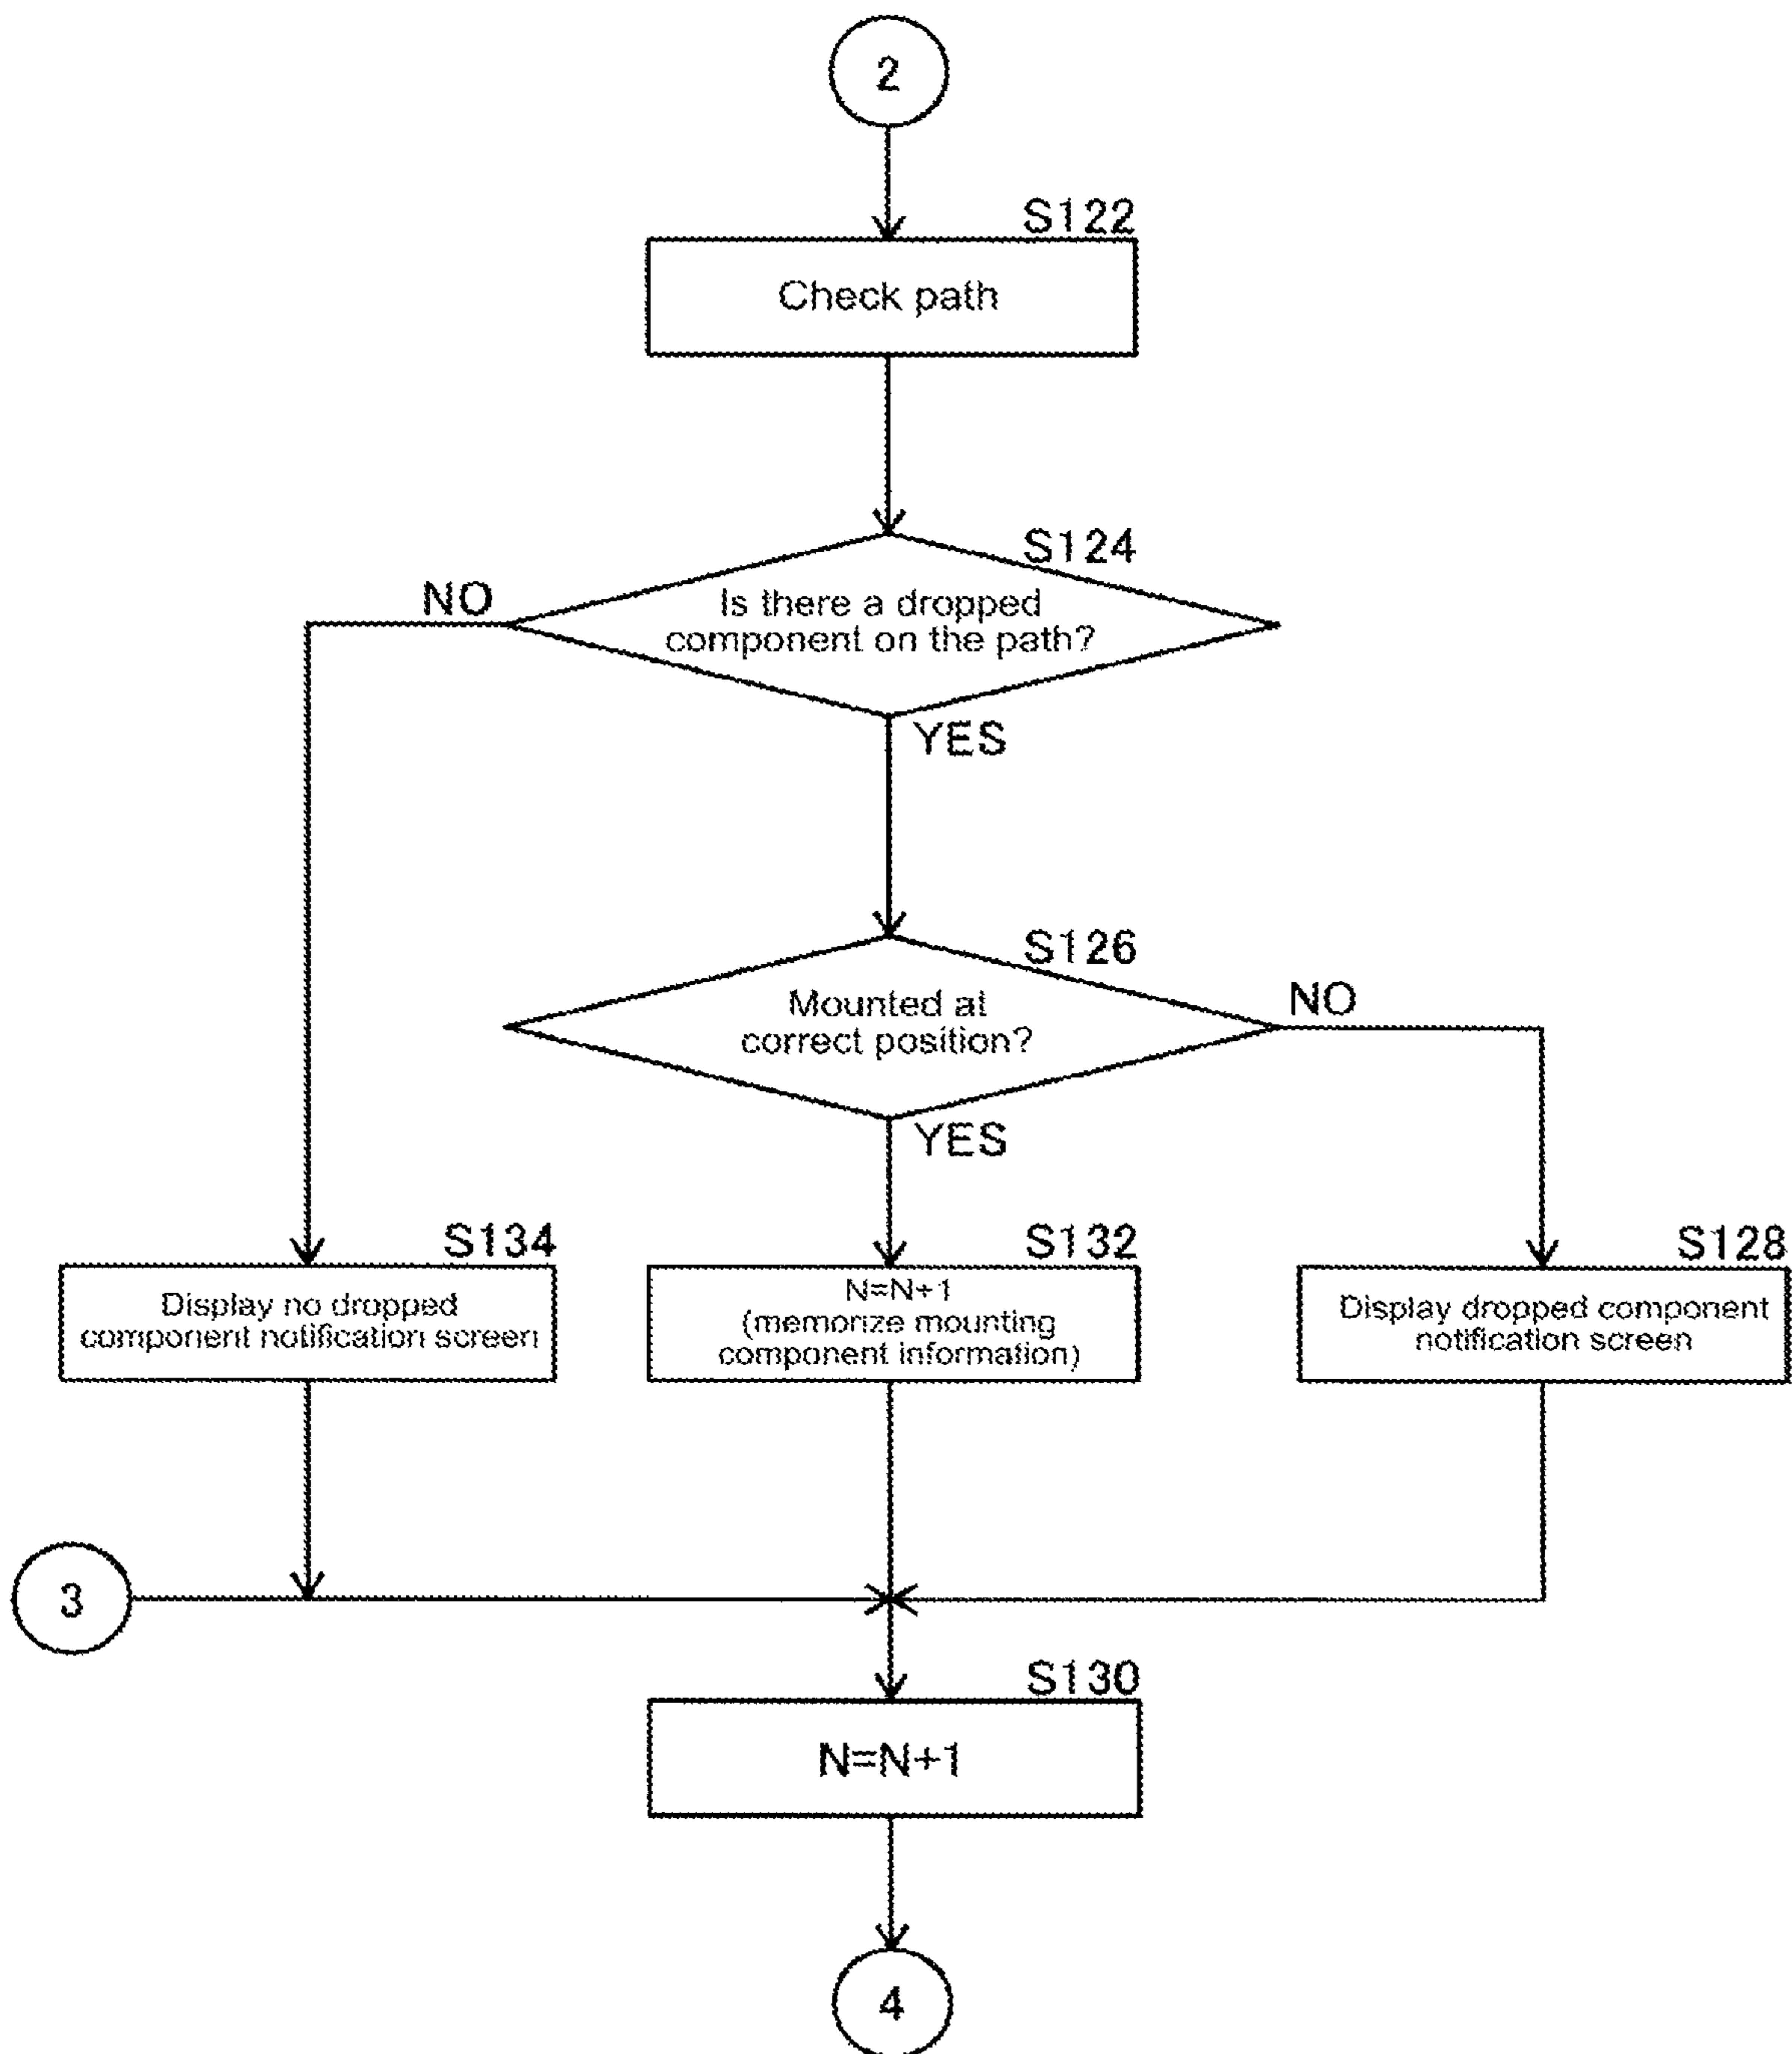 2
S122
Check path
S124
NO
Is there a dropped
component on the path?
YES
S126
NO
Mounted at
correct position?
YES
S134
Display no dropped
component notification screen
S132
N=N+1
(memorize mounting
component information)
S128
Display dropped component
notification screen
3
S130
N=N+1
4